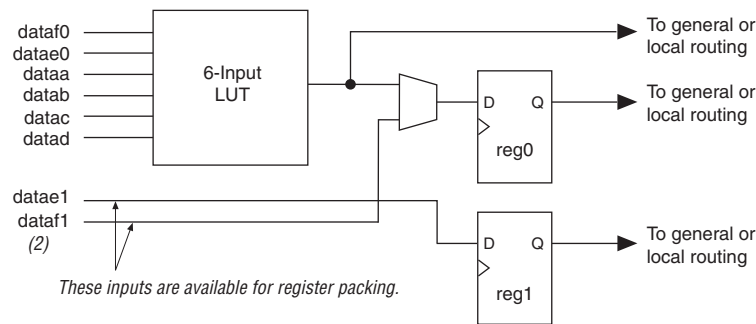 dataf0
datae0
dataa
datab
datac
datad
6-Input
LUT
To general or
local routing
D Q
reg0
To general or
local routing
datae1
dataf1
(2)
D Q
reg1
To general or
local routing
These inputs are available for register packing.